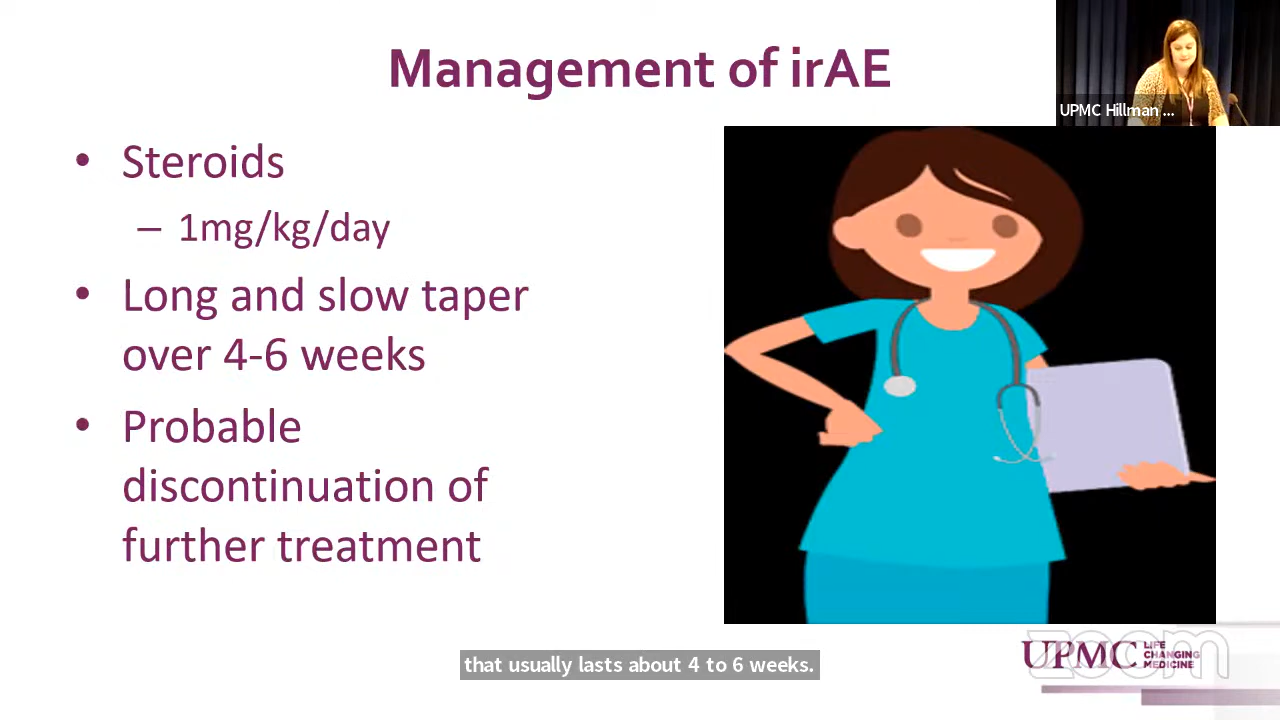 Management of irAE
UPMC Hillman ...
• Steroids
– 1mg/kg/day
• Long and slow taper
over 4-6 weeks
• Probable
discontinuation of
further treatment
that usually lasts about 4 to 6 weeks.
UPMC
LIFE
CHANGING
MEDICINE
zoom